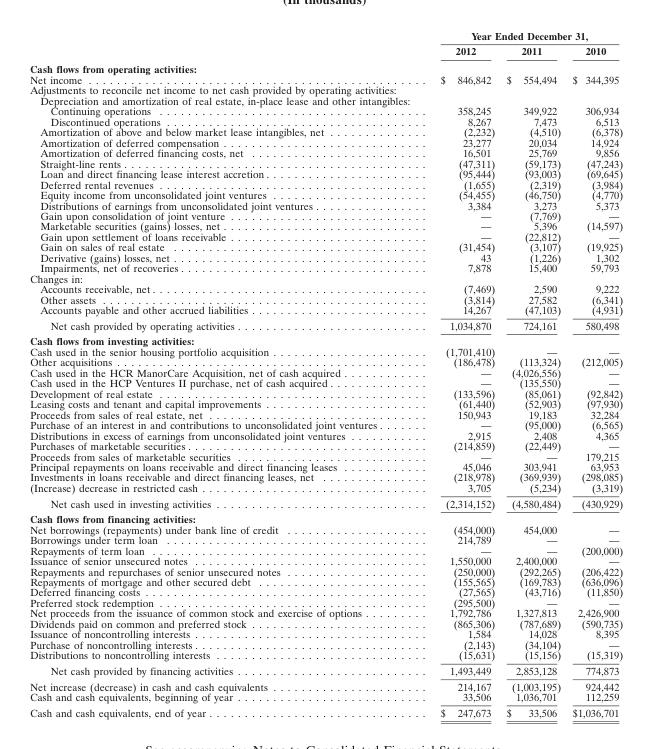 (In thousands)
Year Ended December 31,
2012 2011 2010
Cash flows from operating activities:
Net income $ 846,842 $ 554,494 $ 344,395
Adjustments to reconcile net income to net cash provided by operating activities:
Depreciation and amortization of real estate, in-place lease and other intangibles:
Continuing operations 358,245 349,922 306,934
Discontinued operations 8,267 7,473 6,513
Amortization of above and below market lease intangibles, net (2,232) (4,510) (6,378)
Amortization of deferred compensation 23,277 20,034 14,924
Amortization of deferred financing costs, net 16,501 25,769 9,856
Straight-line rents (47,311) (59,173) (47,243)
Loan and direct financing lease interest accretion (95,444) (93,003) (69,645)
Deferred rental revenues (1,655) (2,319) (3,984)
Equity income from unconsolidated joint ventures (54,455) (46,750) (4,770)
Distributions of earnings from unconsolidated joint ventures 3,384 3,273 5,373
Gain upon consolidation of joint venture — (7,769) —
Marketable securities (gains) losses, net — 5,396 (14,597)
Gain upon settlement of loans receivable — (22,812) —
Gain on sales of real estate (31,454) (3,107) (19,925)
Derivative (gains) losses, net 43 (1,226) 1,302
Impairments, net of recoveries 7,878 15,400 59,793
Changes in:
Accounts receivable, net (7,469) 2,590 9,222
Other assets (3,814) 27,582 (6,341)
Accounts payable and other accrued liabilities 14,267 (47,103) (4,931)
Net cash provided by operating activities 1,034,870 724,161 580,498
Cash flows from investing activities:
Cash used in the senior housing portfolio acquisition (1,701,410) — —
Other acquisitions (186,478) (113,324) (212,005)
Cash used in the HCR ManorCare Acquisition, net of cash acquired — (4,026,556) —
Cash used in the HCP Ventures II purchase, net of cash acquired — (135,550) —
Development of real estate (133,596) (85,061) (92,842)
Leasing costs and tenant and capital improvements (61,440) (52,903) (97,930)
Proceeds from sales of real estate, net 150,943 19,183 32,284
Purchase of an interest in and contributions to unconsolidated joint ventures — (95,000) (6,565)
Distributions in excess of earnings from unconsolidated joint ventures 2,915 2,408 4,365
Purchases of marketable securities (214,859) (22,449) —
Proceeds from sales of marketable securities — — 179,215
Principal repayments on loans receivable and direct financing leases 45,046 303,941 63,953
Investments in loans receivable and direct financing leases, net (218,978) (369,939) (298,085)
(Increase) decrease in restricted cash 3,705 (5,234) (3,319)
Net cash used in investing activities (2,314,152) (4,580,484) (430,929)
Cash flows from financing activities:
Net borrowings (repayments) under bank line of credit (454,000) 454,000 —
Borrowings under term loan 214,789 — —
Repayments of term loan — — (200,000)
Issuance of senior unsecured notes 1,550,000 2,400,000 —
Repayments and repurchases of senior unsecured notes (250,000) (292,265) (206,422)
Repayments of mortgage and other secured debt (155,565) (169,783) (636,096)
Deferred financing costs (27,565) (43,716) (11,850)
Preferred stock redemption (295,500) — —
Net proceeds from the issuance of common stock and exercise of options 1,792,786 1,327,813 2,426,900
Dividends paid on common and preferred stock (865,306) (787,689) (590,735)
Issuance of noncontrolling interests 1,584 14,028 8,395
Purchase of noncontrolling interests (2,143) (34,104) —
Distributions to noncontrolling interests (15,631) (15,156) (15,319)
Net cash provided by financing activities 1,493,449 2,853,128 774,873
Net increase (decrease) in cash and cash equivalents 214,167 (1,003,195) 924,442
Cash and cash equivalents, beginning of year 33,506 1,036,701 112,259
Cash and cash equivalents, end of year $ 247,673 $ 33,506 $1,036,701
See accompanying Notes to Consolidated Financial Statements